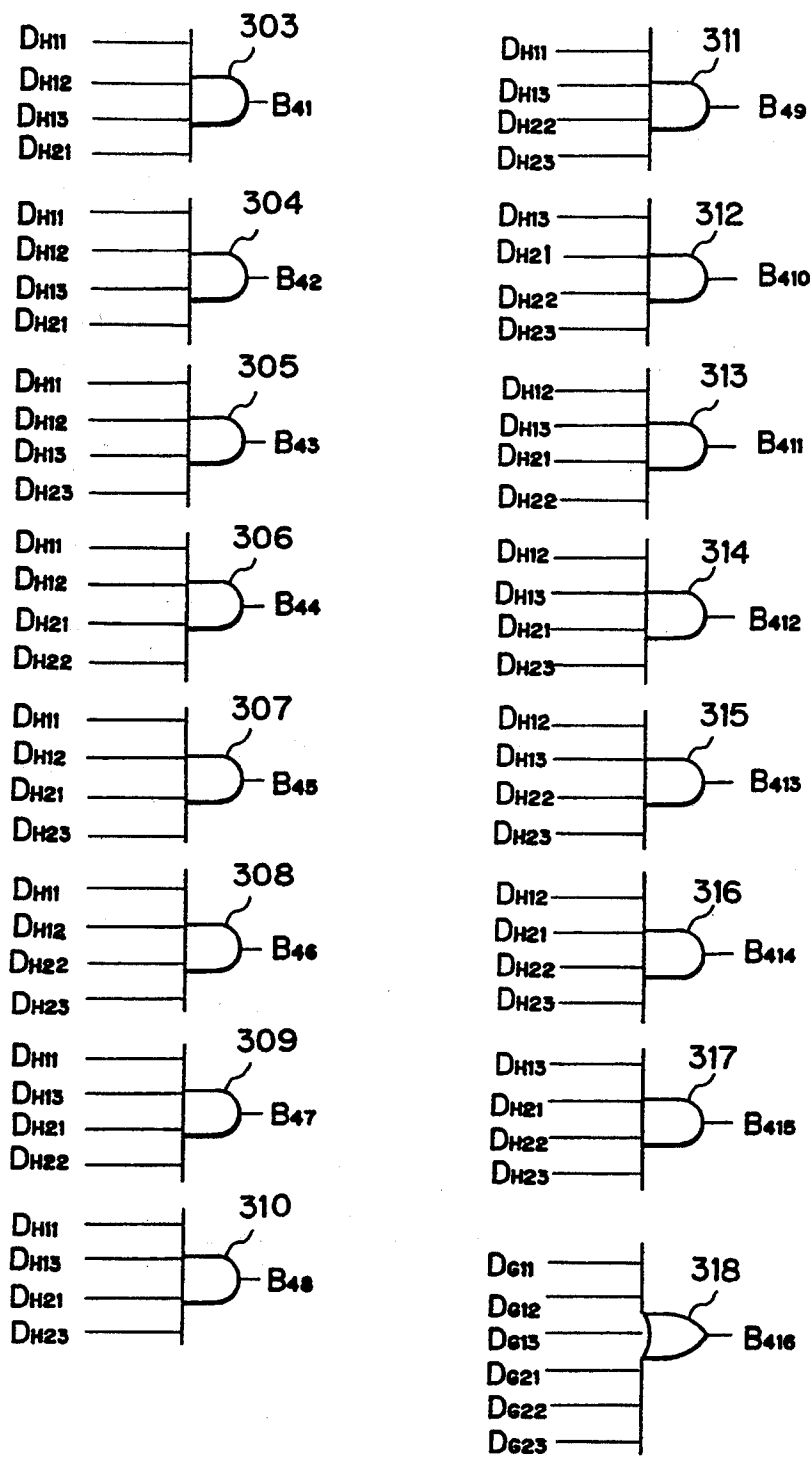 303
DH11
DH12
DH13
DH21
B41
304
DH11
DH12
DH13
DH21
B42
305
DH11
DH12
DH13
DH23
B43
306
DH11
DH12
DH21
DH22
B44
307
DH11
DH12
DH21
DH23
B45
308
DH11
DH12
DH22
DH23
B46
309
DH11
DH13
DH21
DH22
B47
310
DH11
DH13
DH21
DH23
B48
311
DH11
DH13
DH22
DH23
B49
312
DH13
DH21
DH22
DH23
B410
313
DH12
DH13
DH21
DH22
B411
314
DH12
DH13
DH21
DH23
B412
315
DH12
DH13
DH22
DH23
B413
316
DH12
DH21
DH22
DH23
B414
317
DH13
DH21
DH22
DH23
B415
318
DG11
DG12
DG13
DG21
DG22
DG23
B416